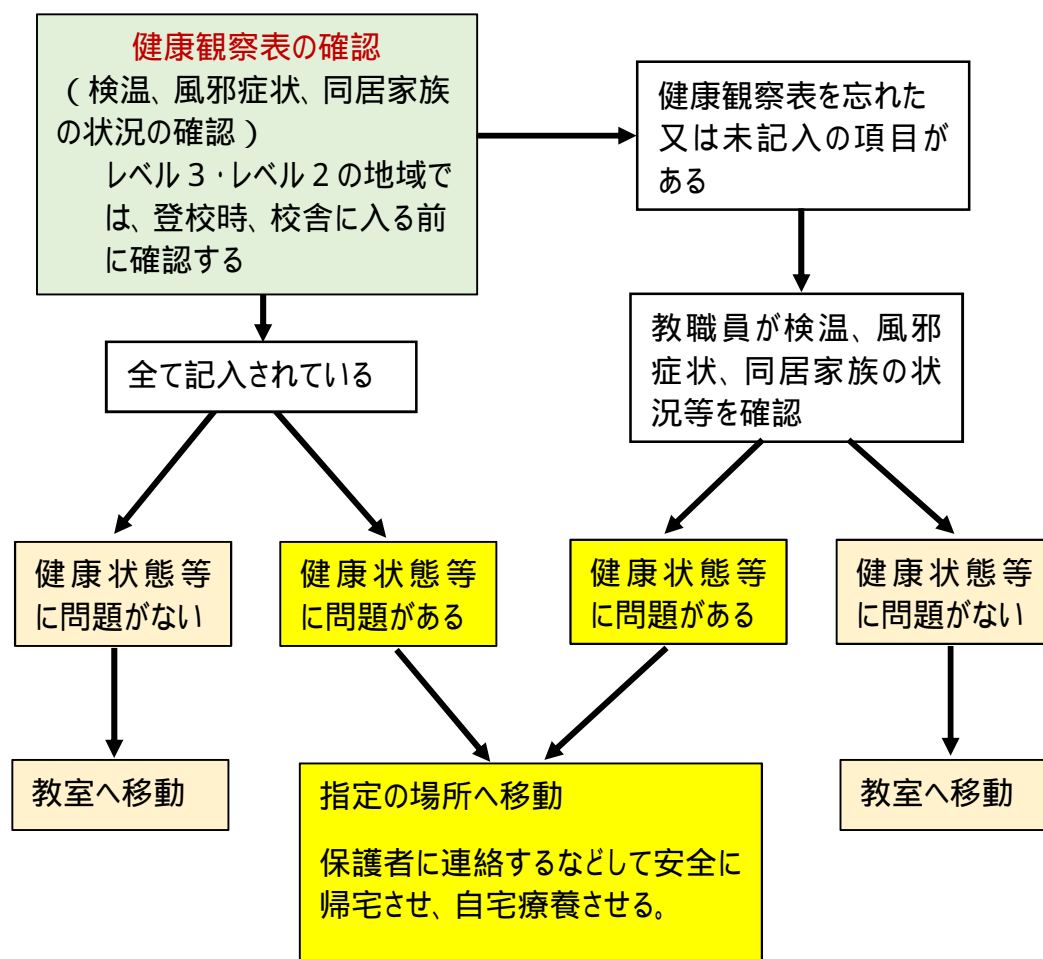 健康観察表の確認
（検温、風邪症状、同居家族
の状況の確認）
レベル３・レベル２の地域で
は、登校時、校舎に入る前
に確認する
健康観察表を忘れた
又は未記入の項目が
ある
全て記入されている
教職員が検温、風邪
症状、同居家族の状
況等を確認
健康状態等
に問題がない
健康状態等
に問題がある
健康状態等
に問題がある
健康状態等
に問題がない
教室へ移動
指定の場所へ移動
保護者に連絡するなどして安全に
帰宅させ、自宅療養させる。
教室へ移動